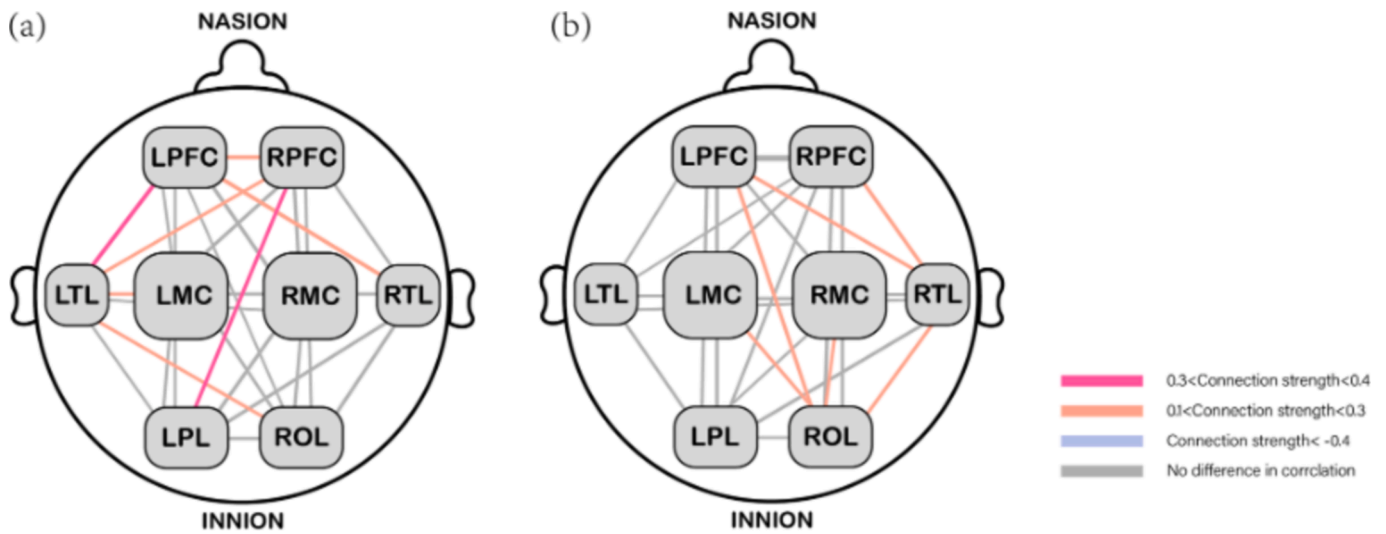 (a)
NASION
LPFC RPFC
LTL LMC RMC RTL
LPL ROL
INNION
(b)
NASION
LPFC RPFC
LTL LMC RMC RTL
LPL ROL
INNION
0.3<Connection strength<0.4
0.1<Connection strength<0.3
Connection strength< -0.4
No difference in corrclation